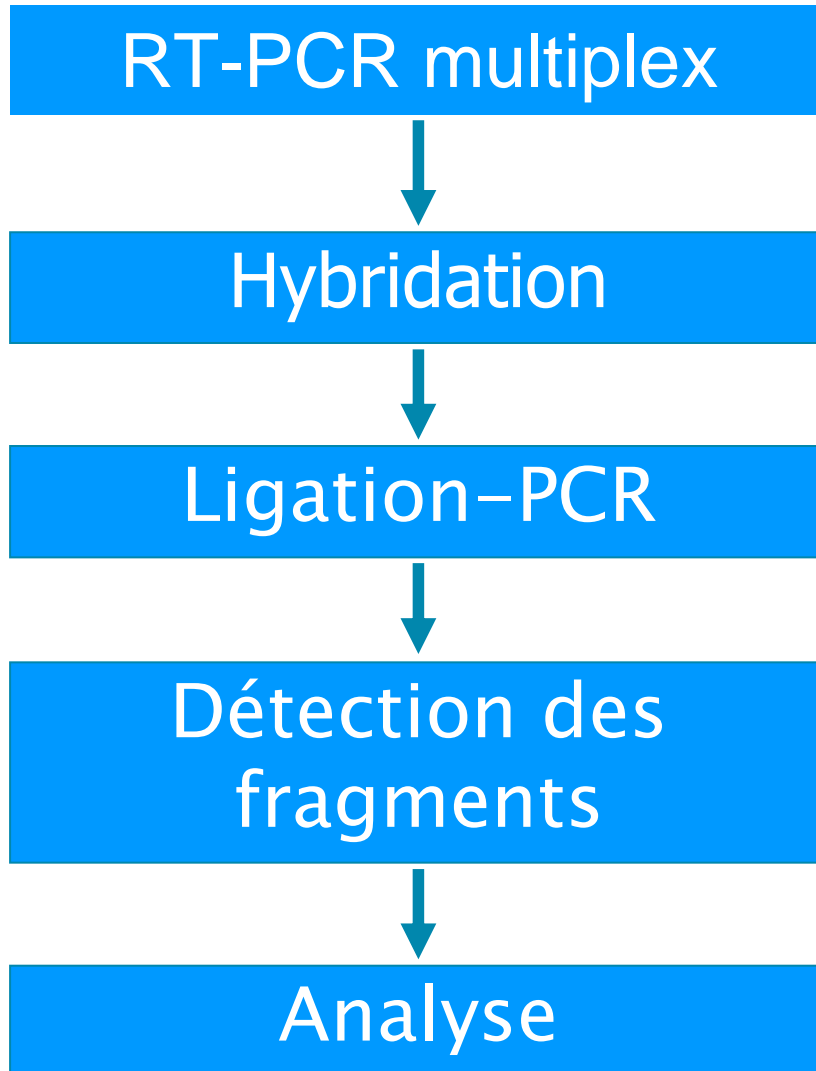 RT-PCR multiplex
Hybridation
Ligation-PCR
Détection des
fragments
Analyse